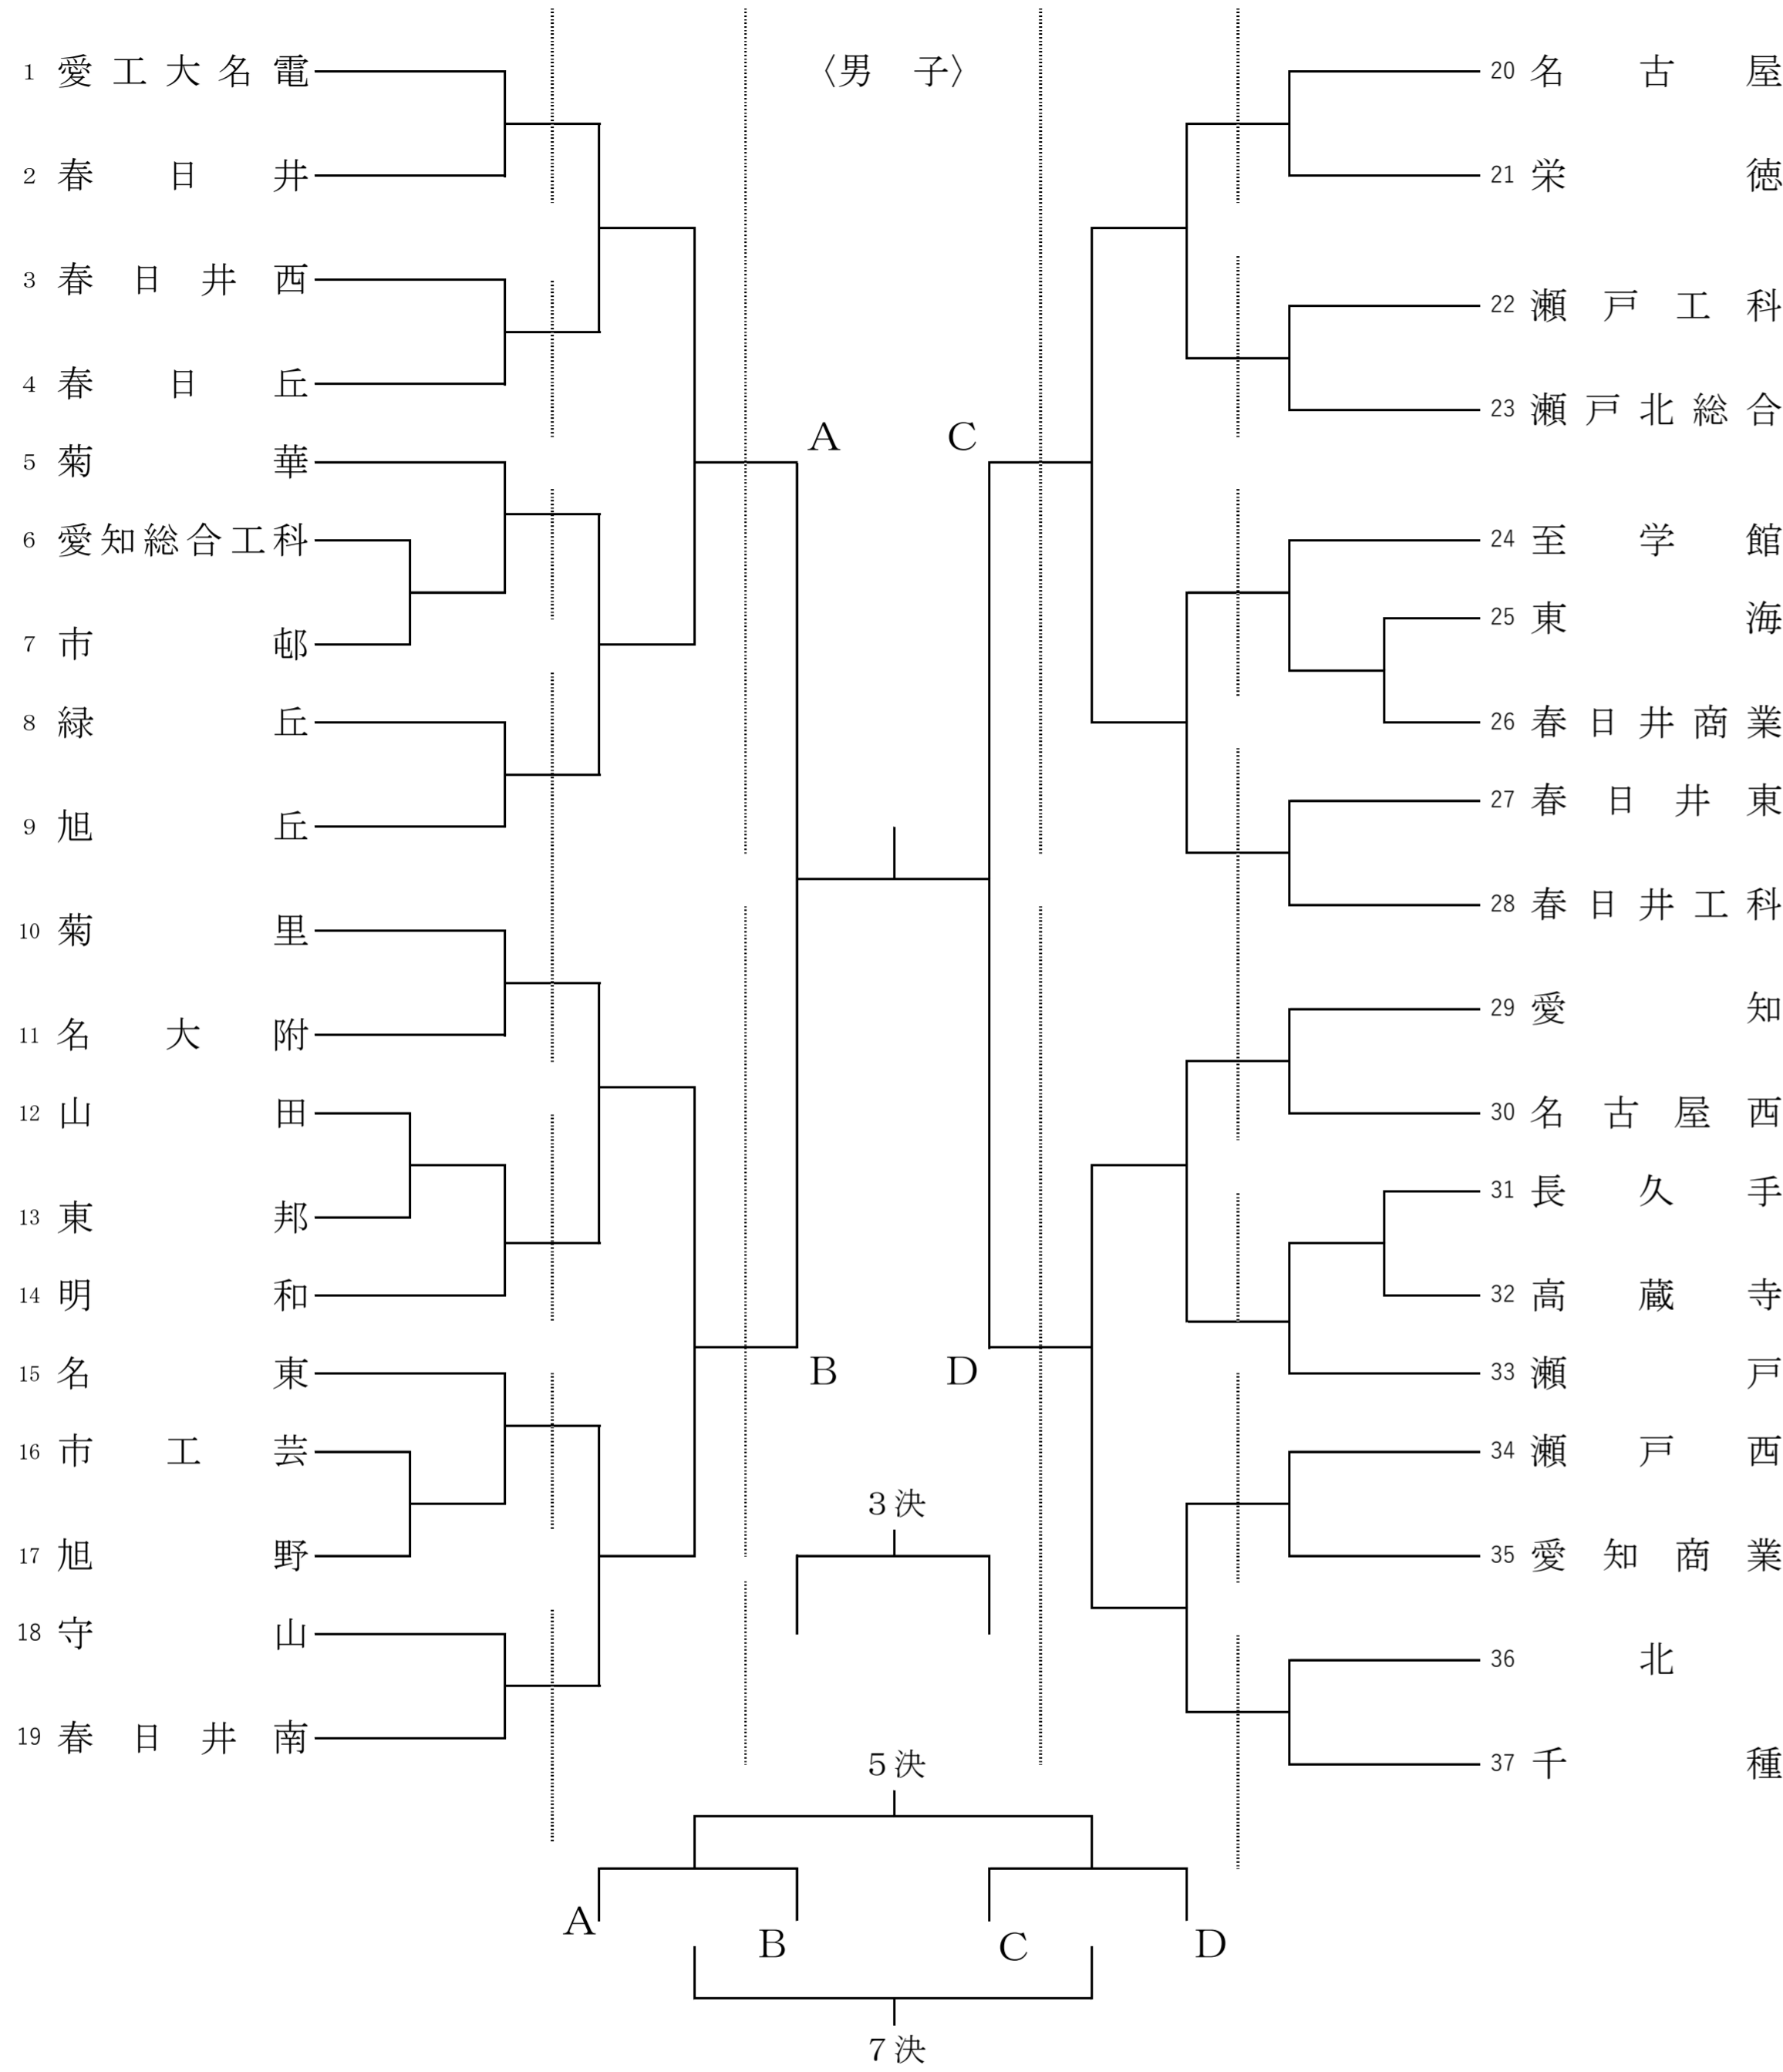 〈男 子〉
1 愛工大名電
2 春日井
3 春日井西
4 春日丘
5 菊華
6 愛知総合工科
7 市邨
8 緑丘
9 旭丘
10 菊里
11 名大附
12 山田
13 東邦
14 明和
15 名東
16 市工芸
17 旭野
18 守山
19 春日井南
A
B
C
D
20 名古屋
21 栄徳
22 瀬戸工科
23 瀬戸北総合
24 至学館
25 東海
26 春日井商業
27 春日井東
28 春日井工科
29 愛知
30 名古屋西
31 長久手
32 高蔵寺
33 瀬戸
34 瀬戸西
35 愛知商業
36 北
37 千種
3決
5決
A
B
C
D
7決